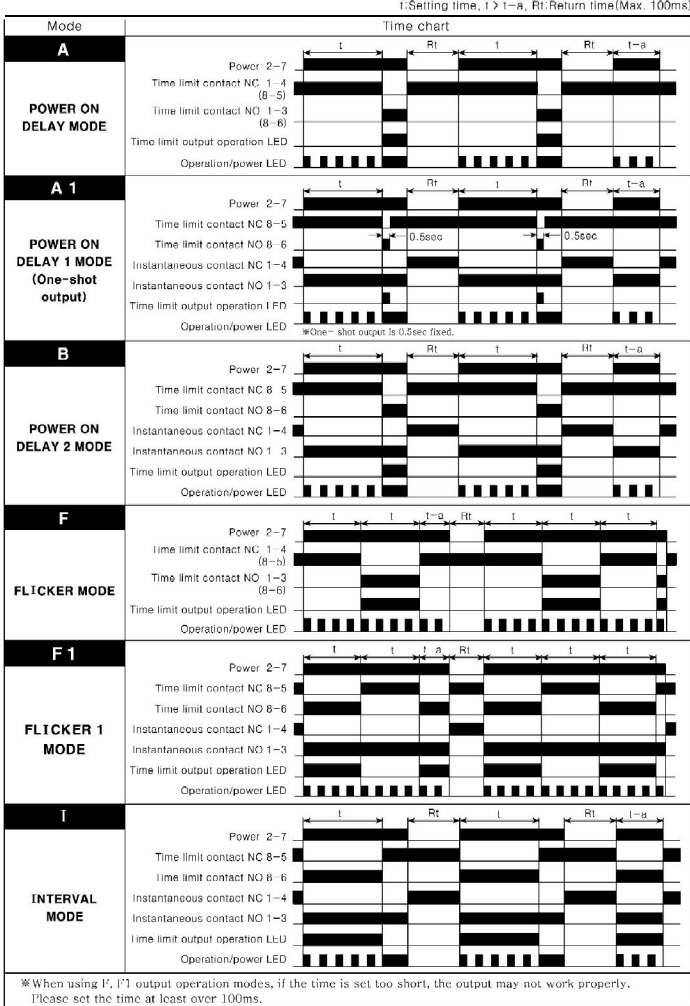 t:Setting time, t > t-a, Rt:Return time(Max. 100ms)
Mode Time chart
A
t Rt t Rt t-a
Power 2-7
Time limit contact NC 1-4
(8-5)
POWER ON
DELAY MODE
Time limit contact NO 1-3
(8-6)
Time limit output operation LED
Operation/power LED
A 1
t Rt t Rt t-a
Power 2-7
Time limit contact NC 8-5
POWER ON
DELAY 1 MODE
(One-shot
output)
Time limit contact NO 8-6 0.5sec 0.5sec
Instantaneous contact NC 1-4
Instantaneous contact NO 1-3
Time limit output operation LED
Operation/power LED
※One- shot output is 0.5sec fixed.
B
t Rt t Rt t-a
Power 2-7
Time limit contact NC 8 5
POWER ON
DELAY 2 MODE
Time limit contact NO 8-6
Instantaneous contact NC 1-4
Instantaneous contact NO 1 3
Time limit output operation LED
Operation/power LED
F
t t t-a Rt t t t
Power 2-7
Time limit contact NC 1-4
(8-5)
FLICKER MODE
Time limit contact NO 1-3
(8-6)
Time limit output operation LED
Operation/power LED
F 1
t t t a Rt t t t
Power 2-7
Time limit contact NC 8-5
FLICKER 1
MODE
Time limit contact NO 8-6
Instantaneous contact NC 1-4
Instantaneous contact NO 1-3
Time limit output operation LED
Operation/power LED
I
t Rt t Rt t-a
Power 2-7
Time limit contact NC 8-5
INTERVAL
MODE
Time limit contact NO 8-6
Instantaneous contact NC 1-4
Instantaneous contact NO 1-3
Time limit output operation LED
Operation/power LED
※When using F, F1 output operation modes, if the time is set too short, the output may not work properly.
Please set the time at least over 100ms.